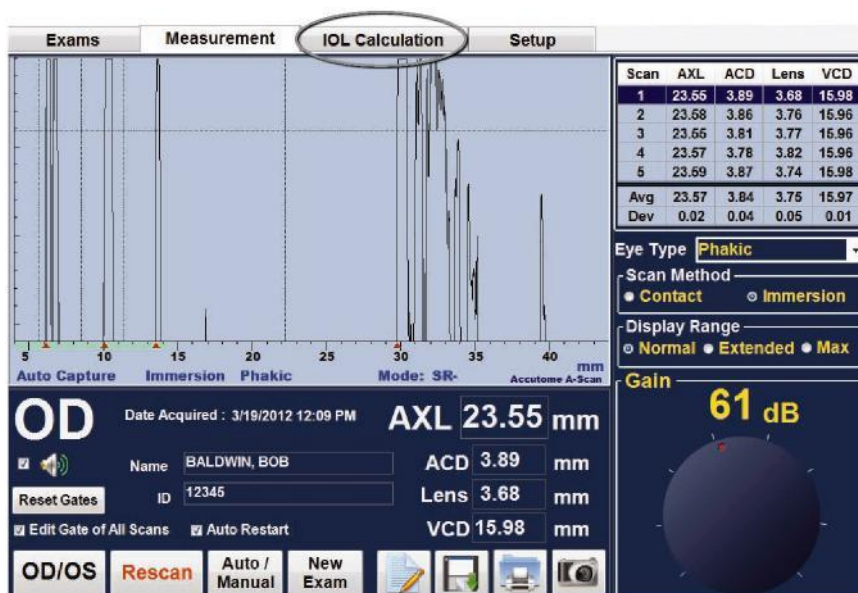 Exams Measurement IOL Calculation Setup
Scan AXL ACD Lens VCD
1 23.55 3.89 3.68 15.98
2 23.58 3.86 3.76 15.96
3 23.55 3.81 3.77 15.96
4 23.57 3.78 3.82 15.96
5 23.59 3.87 3.74 15.98
Avg 23.57 3.84 3.75 15.97
Dev 0.02 0.04 0.05 0.01
Eye Type Phakic
Scan Method
Contact Immersion
Display Range
Normal Extended Max
Gain
61 dB
5 10 15 20 25 30 35 40
mm
Auto Capture Immersion Phakic Mode: SR- Accutome A-Scan
OD Date Acquired : 3/19/2012 12:09 PM AXL 23.55 mm
Name BALDWIN, BOB ACD 3.89 mm
Reset Gates ID 12345 Lens 3.68 mm
Edit Gate of All Scans Auto Restart VCD 15.98 mm
OD/OS Rescan Auto / Manual New Exam